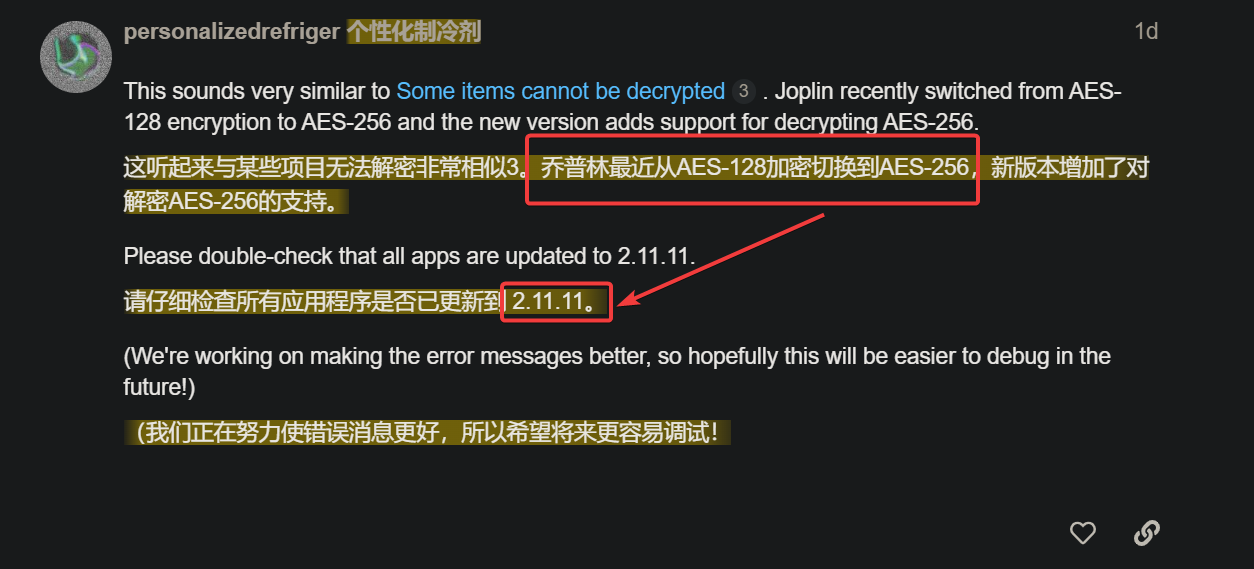 personalizedrefriger 个性化制冷剂 1d
This sounds very similar to Some items cannot be decrypted 3 . Joplin recently switched from AES-
128 encryption to AES-256 and the new version adds support for decrypting AES-256.
这听起来与某些项目无法解密非常相似3。乔普林最近从AES-128加密切换到AES-256，新版本增加了对
解密AES-256的支持。
Please double-check that all apps are updated to 2.11.11.
请仔细检查所有应用程序是否已更新到 2.11.11。
(We're working on making the error messages better, so hopefully this will be easier to debug in the
future!)
（我们正在努力使错误消息更好，所以希望将来更容易调试！